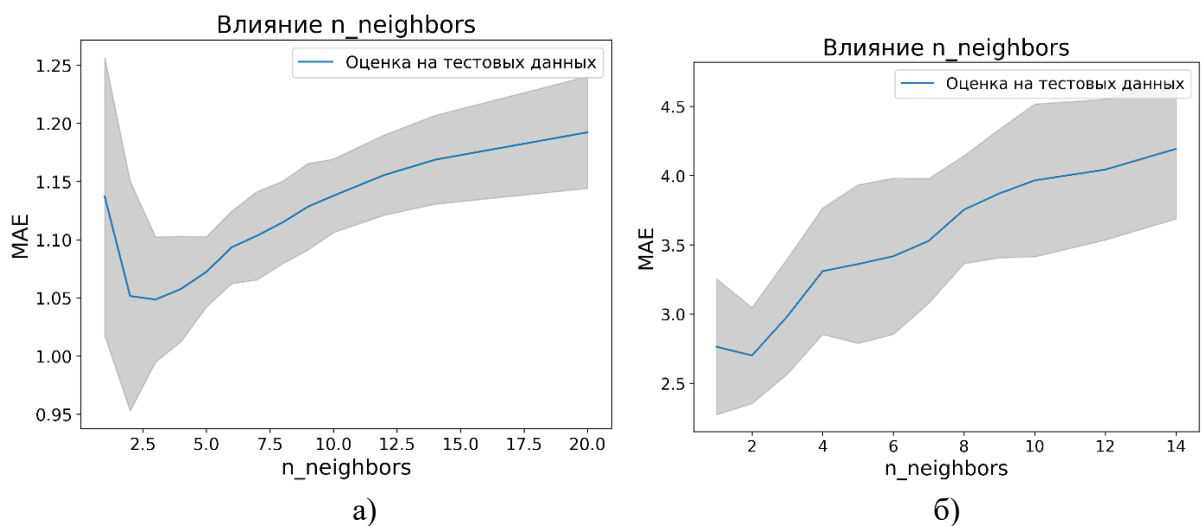 Влияние n_neighbors
Оценка на тестовых данных
1.25
1.20
1.15
1.10
1.05
1.00
0.95
MAE
2.5 5.0 7.5 10.0 12.5 15.0 17.5 20.0
n_neighbors
а)
Влияние n_neighbors
Оценка на тестовых данных
4.5
4.0
3.5
3.0
2.5
MAE
2 4 6 8 10 12 14
n_neighbors
б)